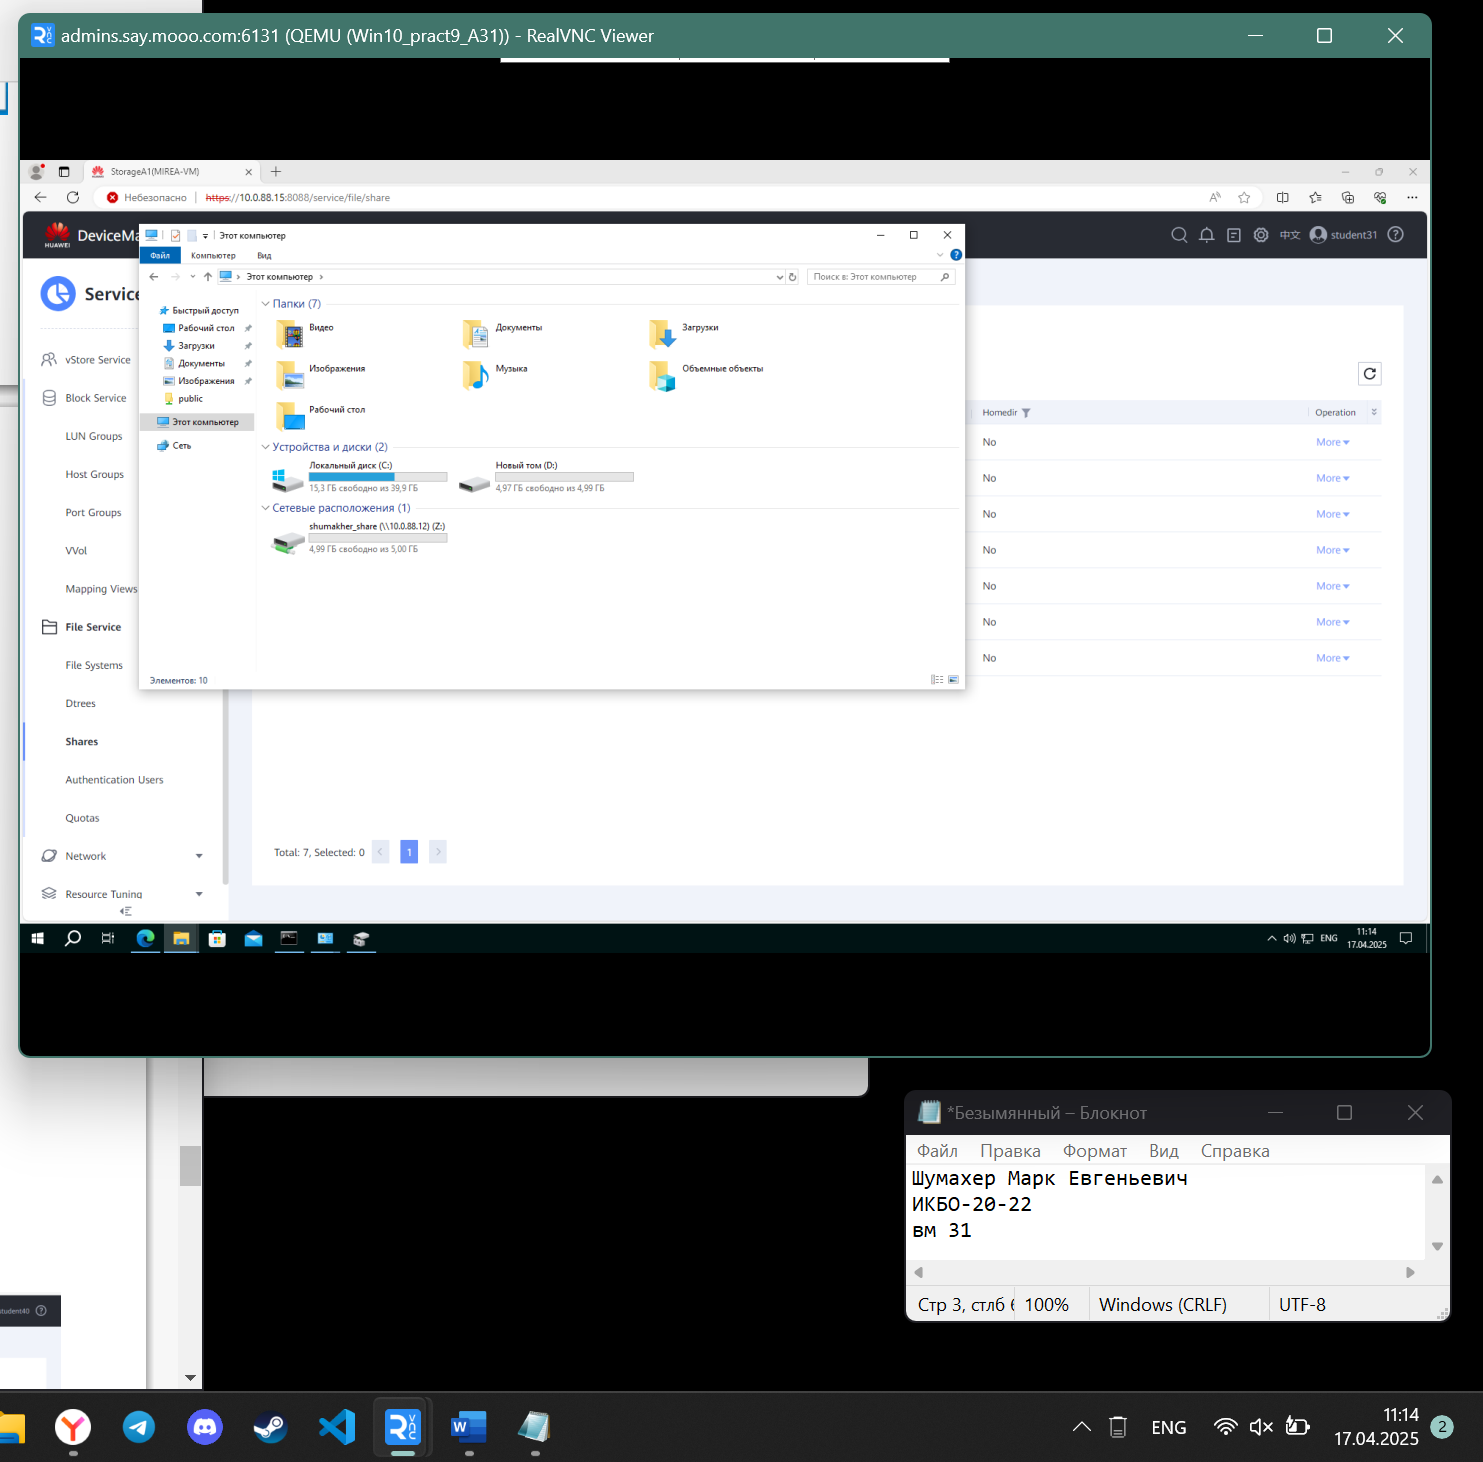 admins.say.mooo.com:6131 (QEMU (Win10_pract9_A31)) - RealVNC Viewer
StorageA1(MIREA-VM)
Небезопасно https://10.0.88.15:8088/service/file/share
HUAWEI
DeviceMa
中文 student31
Этот компьютер
Файл Компьютер Вид
Этот компьютер
Поиск в: Этот компьютер
Service
vStore Service
Block Service
LUN Groups
Host Groups
Port Groups
VVol
Mapping Views
File Service
File Systems
Dtrees
Shares
Authentication Users
Quotas
Network
Resource Tuning
Быстрый доступ
Рабочий стол
Загрузки
Документы
Изображения
public
Этот компьютер
Сеть
Папки (7)
Видео
Документы
Загрузки
Изображения
Музыка
Объемные объекты
Рабочий стол
Устройства и диски (2)
Локальный диск (C:)
15,3 ГБ свободно из 39,9 ГБ
Новый том (D:)
4,97 ГБ свободно из 4,99 ГБ
Сетевые расположения (1)
shumakher_share (\\10.0.88.12) (Z:)
4,99 ГБ свободно из 5,00 ГБ
Элементов: 10
Homedir Operation
No More
No More
No More
No More
No More
No More
No More
Total: 7, Selected: 0 1
ENG
11:14
17.04.2025
*Безымянный – Блокнот
Файл Правка Формат Вид Справка
Шумахер Марк Евгеньевич
ИКБО-20-22
вм 31
Стр 3, стлб 100% Windows (CRLF) UTF-8
student40
ENG
11:14
17.04.2025
2